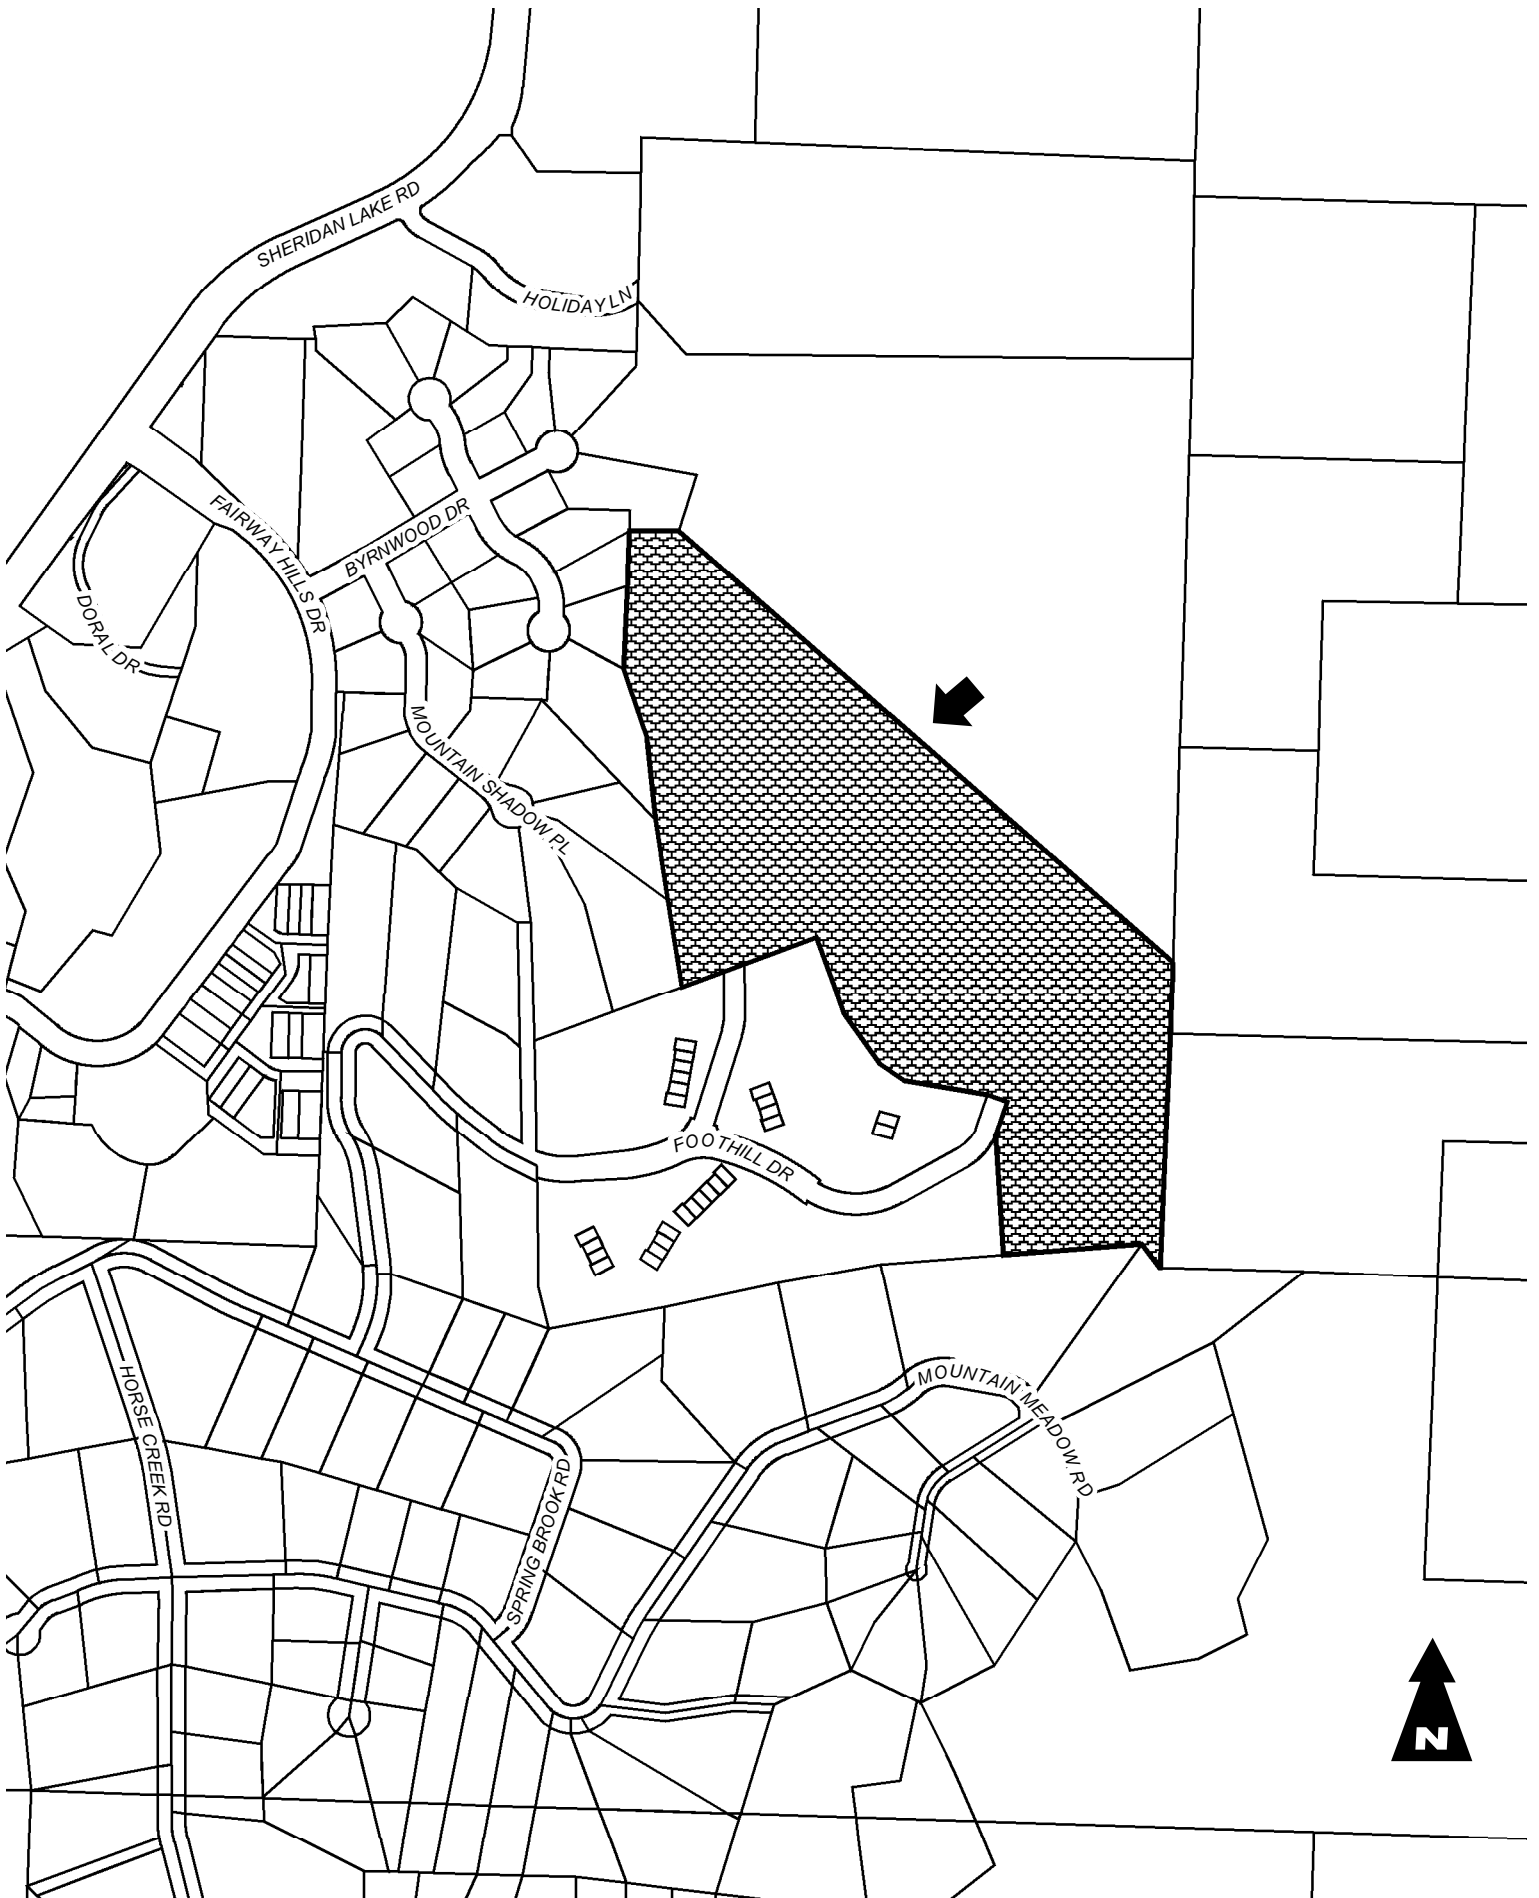 SHERIDAN LAKE RD
HOLIDAY LN
FAIRWAY HILLS DR
BYRNWOOD DR
DORAL DR
MOUNTAIN SHADOW PL
FOOTHILL DR
HORSE CREEK RD
MOUNTAIN MEADOW RD
SPRING BROOK RD
N